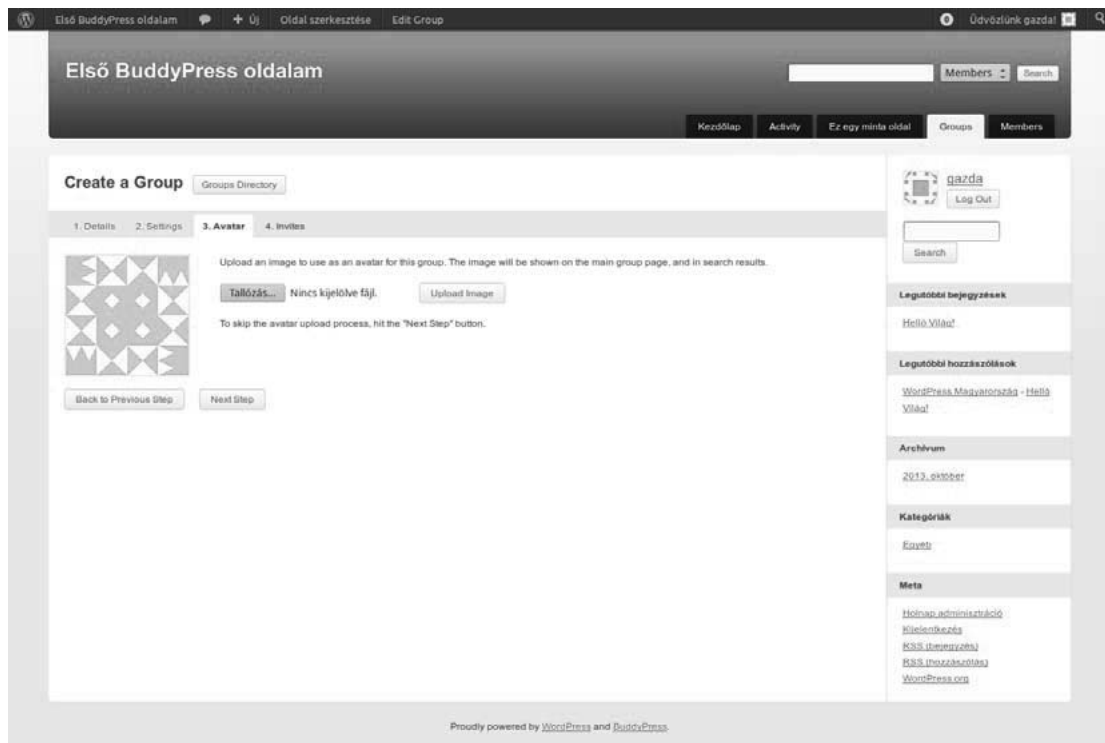 Első BuddyPress oldalam + Új Oldal szerkesztése Edit Group 0 Üdvözlünk gazda!
Első BuddyPress oldalam
Members Search
Kezdőlap Activity Ez egy minta oldal Groups Members
Create a Group Groups Directory
1. Details 2. Settings 3. Avatar 4. Invites
Upload an image to use as an avatar for this group. The image will be shown on the main group page, and in search results.
Tallózás... Nincs kijelölve fájl. Upload Image
To skip the avatar upload process, hit the "Next Step" button.
Back to Previous Step Next Step
gazda
Log Out
Search
Legutóbbi bejegyzések
Helló Világ!
Legutóbbi hozzászólások
WordPress Magyarország - Helló
Világ!
Archívum
2013. október
Kategóriák
Egyéb
Meta
Honlap adminisztráció
Kijelentkezés
RSS (bejegyzés)
RSS (hozzászólás)
WordPress.org
Proudly powered by WordPress and BuddyPress.